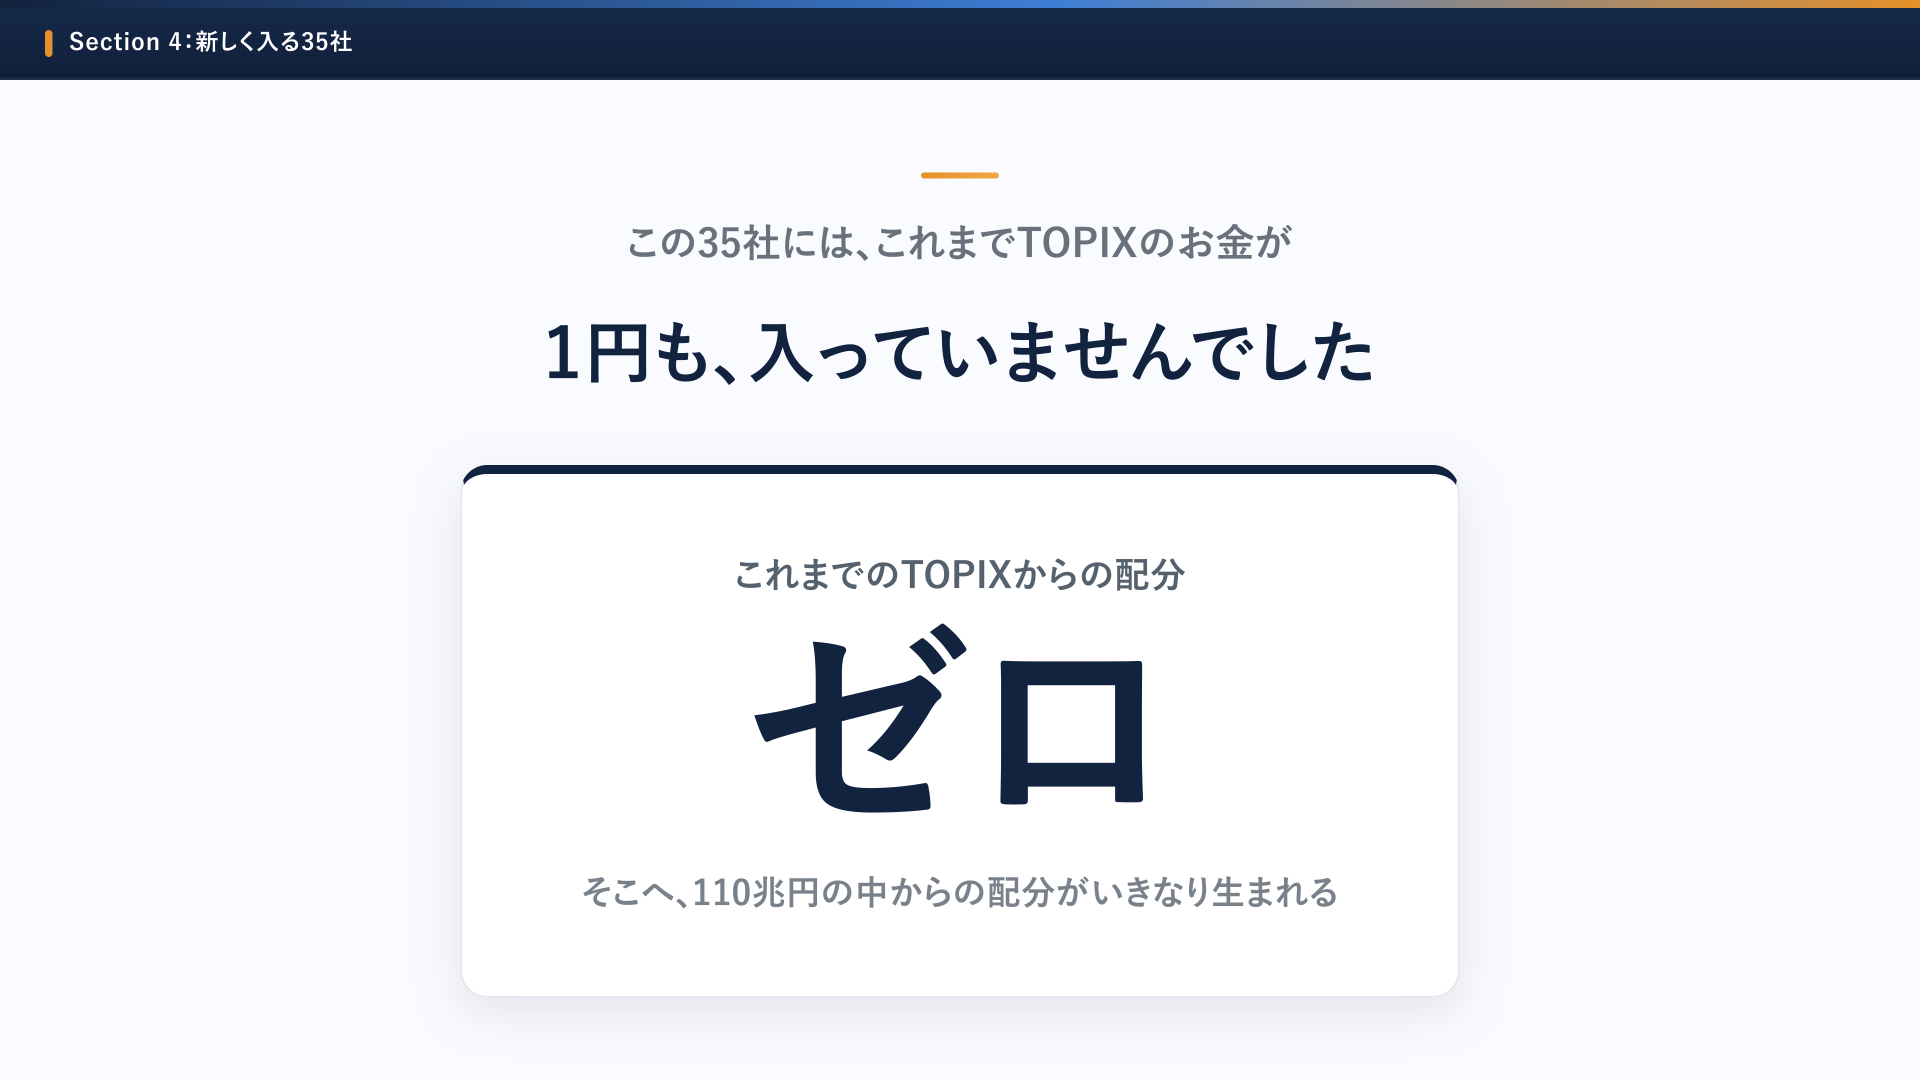 Section 4：新しく入る35社
この35社には、これまでTOPIXのお金が
1円も、入っていませんでした
これまでのTOPIXからの配分
ゼロ
そこへ、110兆円の中からの配分がいきなり生まれる